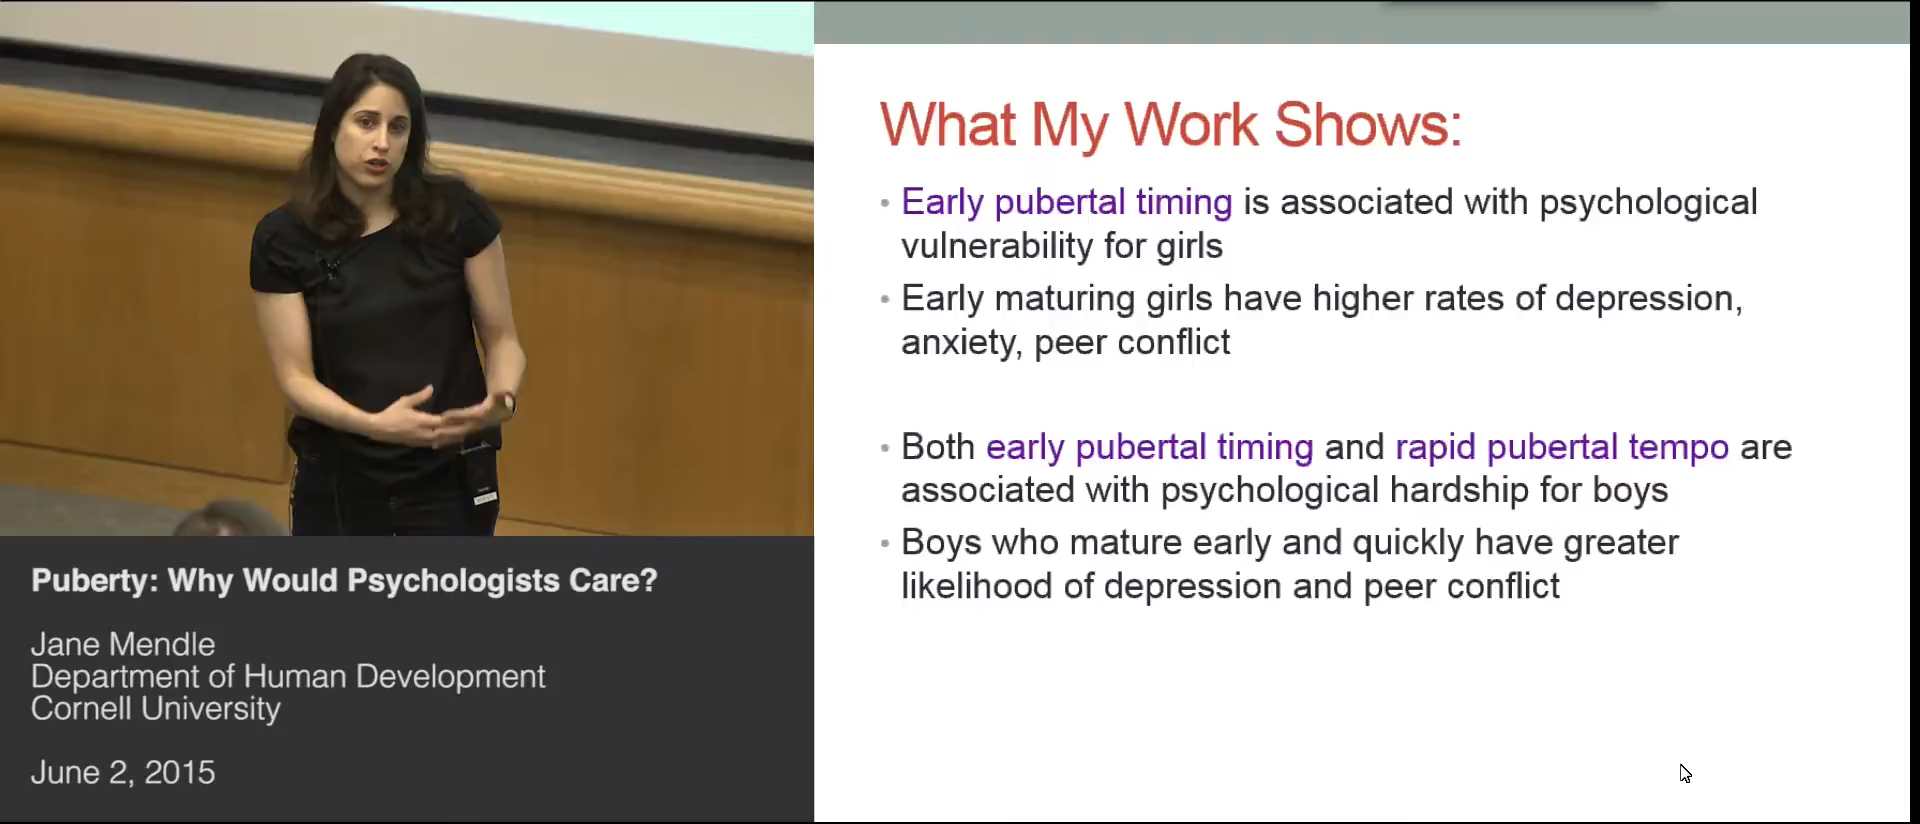 What My Work Shows:
• Early pubertal timing is associated with psychological
vulnerability for girls
• Early maturing girls have higher rates of depression,
anxiety, peer conflict
• Both early pubertal timing and rapid pubertal tempo are
associated with psychological hardship for boys
• Boys who mature early and quickly have greater
likelihood of depression and peer conflict
Puberty: Why Would Psychologists Care?
Jane Mendle
Department of Human Development
Cornell University
June 2, 2015